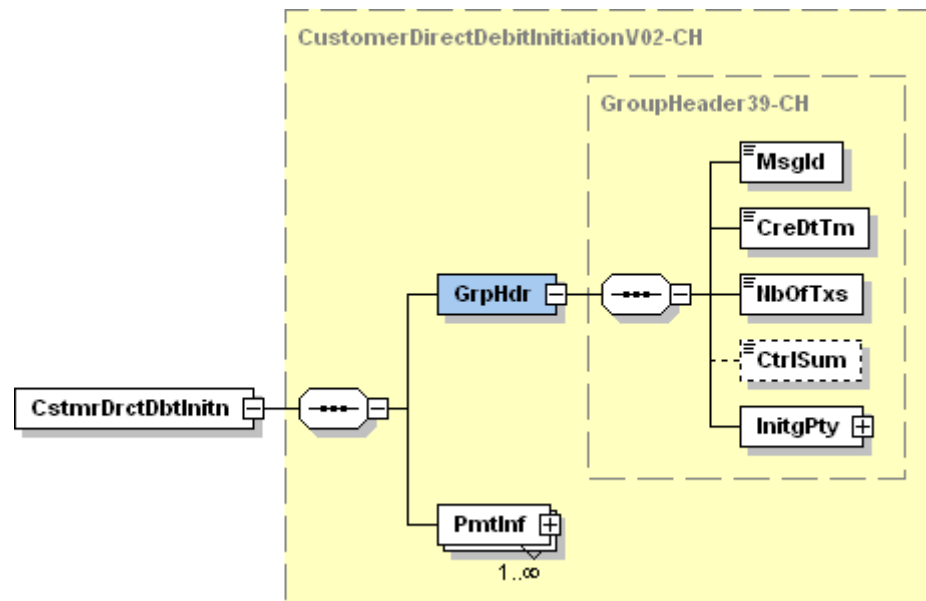 CustomerDirectDebitInitiationV02-CH
GroupHeader39-CH
MsgId
CreDtTm
GrpHdr
NbOfTxs
CtrlSum
CstmrDrctDbtInitn
InitgPty
PmtInf
1..∞